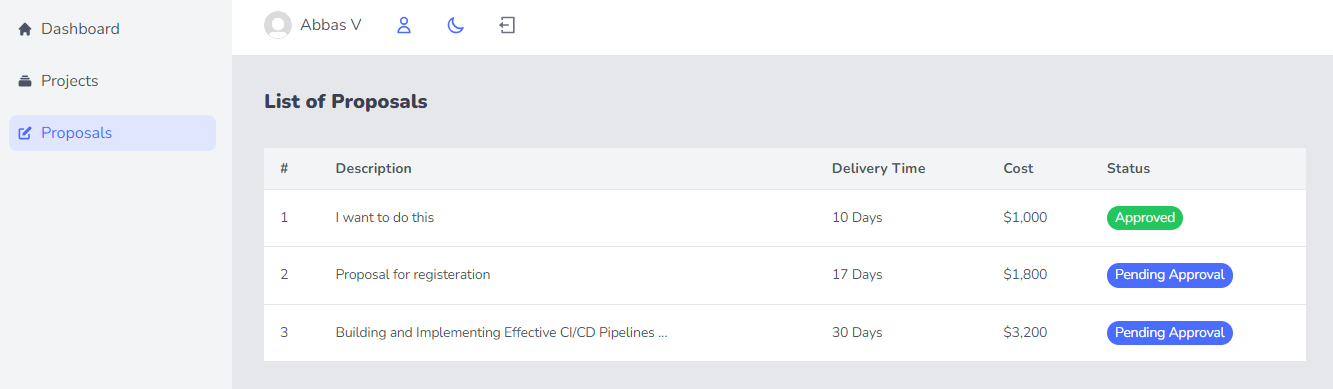 Dashboard
Projects
Proposals
Abbas V
List of Proposals
# Description Delivery Time Cost Status
1 I want to do this 10 Days $1,000 Approved
2 Proposal for registeration 17 Days $1,800 Pending Approval
3 Building and Implementing Effective CI/CD Pipelines ... 30 Days $3,200 Pending Approval